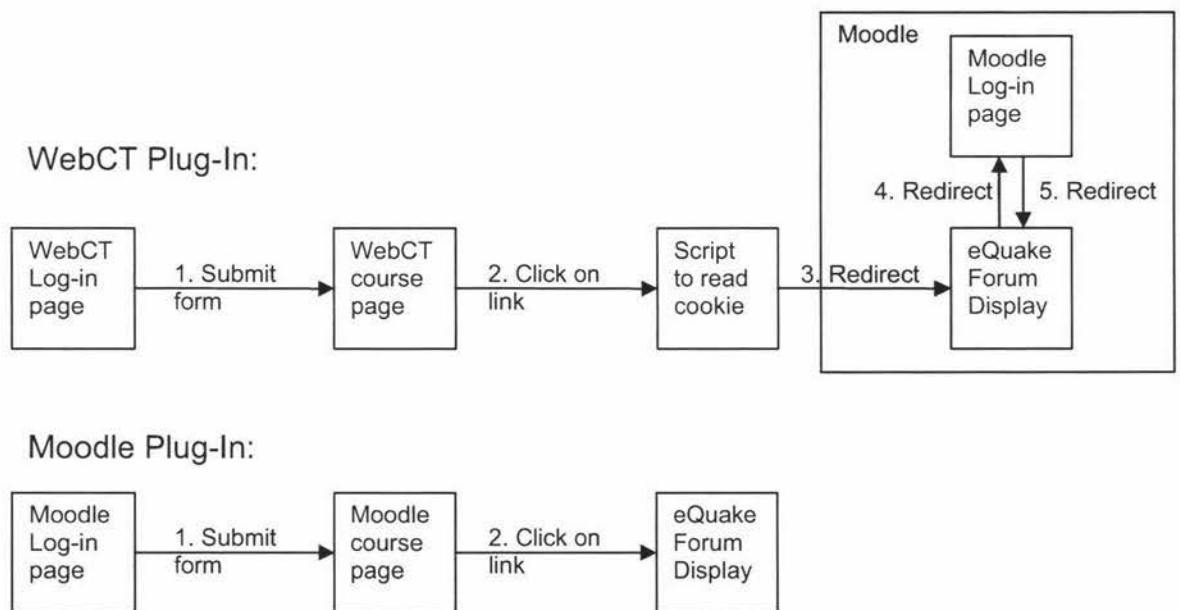 Moodle
Moodle
Log-in
page
WebCT Plug-In:
4. Redirect
5. Redirect
WebCT
Log-in
page
1. Submit
form
WebCT
course
page
2. Click on
link
Script
to read
cookie
3. Redirect
eQuake
Forum
Display
Moodle Plug-In:
Moodle
Log-in
page
1. Submit
form
Moodle
course
page
2. Click on
link
eQuake
Forum
Display